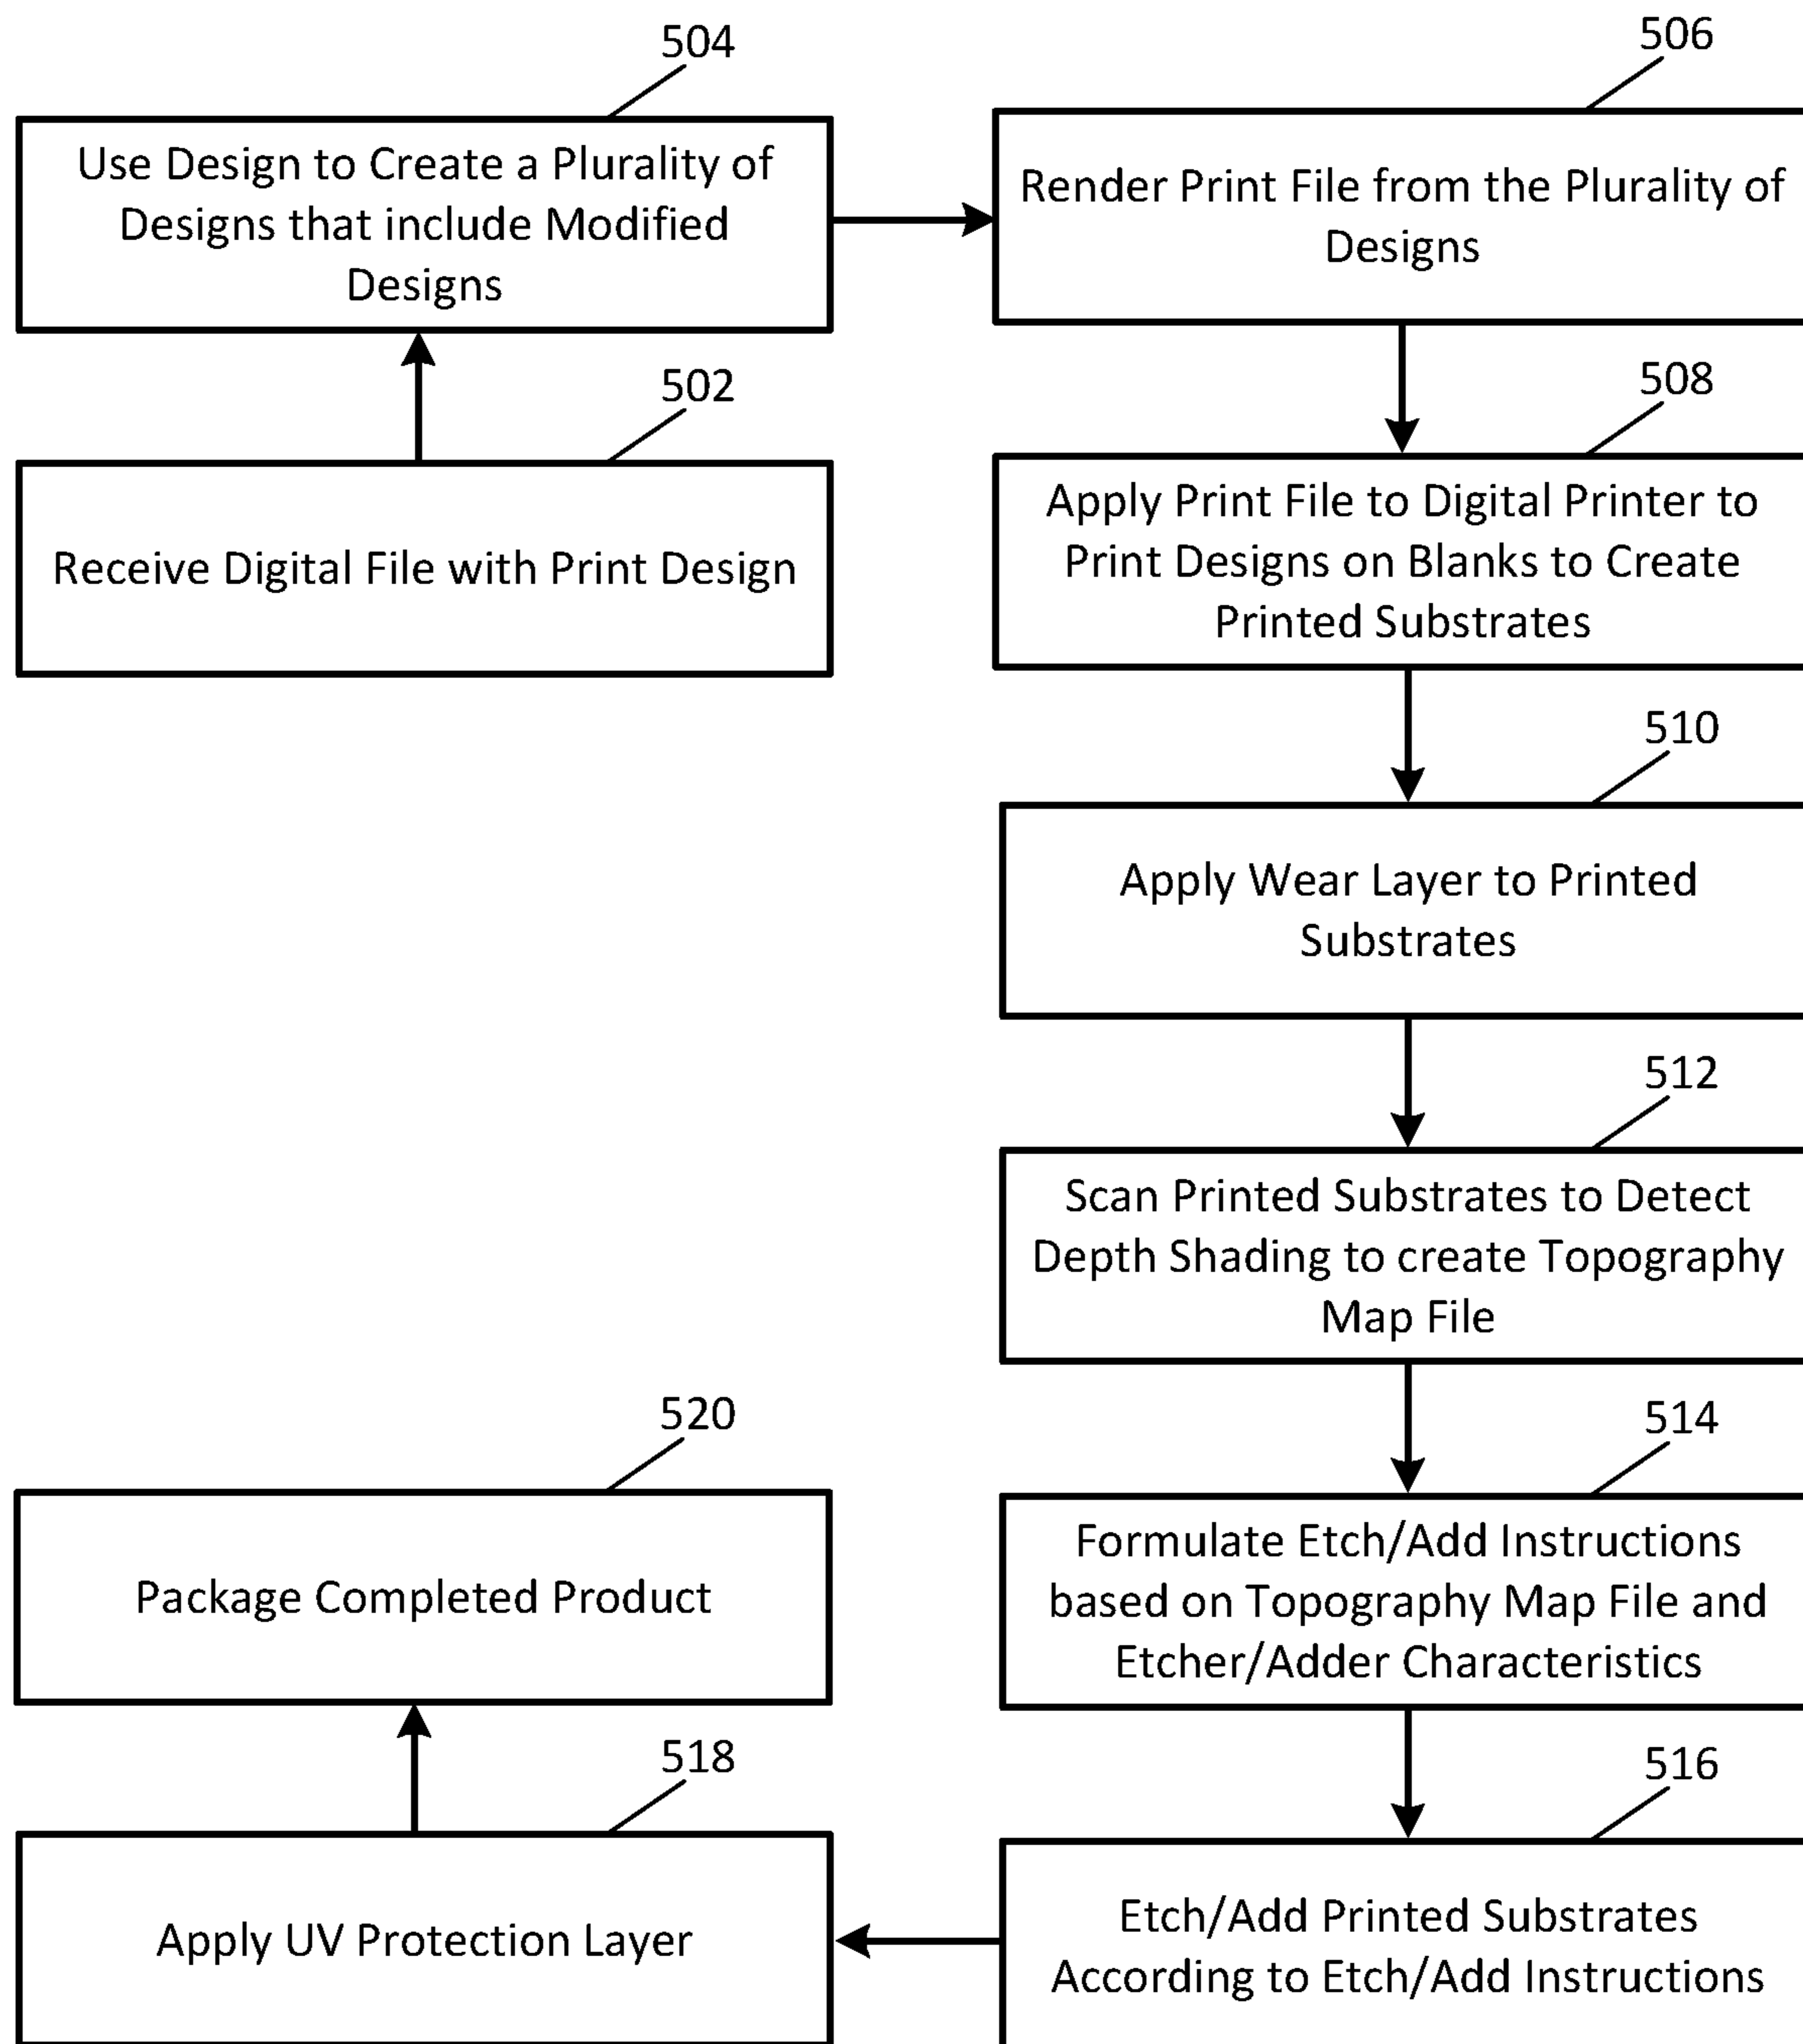 504
Use Design to Create a Plurality of
Designs that include Modified
Designs
506
Render Print File from the Plurality of
Designs
502
Receive Digital File with Print Design
508
Apply Print File to Digital Printer to
Print Designs on Blanks to Create
Printed Substrates
510
Apply Wear Layer to Printed
Substrates
512
Scan Printed Substrates to Detect
Depth Shading to create Topography
Map File
514
Formulate Etch/Add Instructions
based on Topography Map File and
Etcher/Adder Characteristics
516
Etch/Add Printed Substrates
According to Etch/Add Instructions
518
Apply UV Protection Layer
520
Package Completed Product